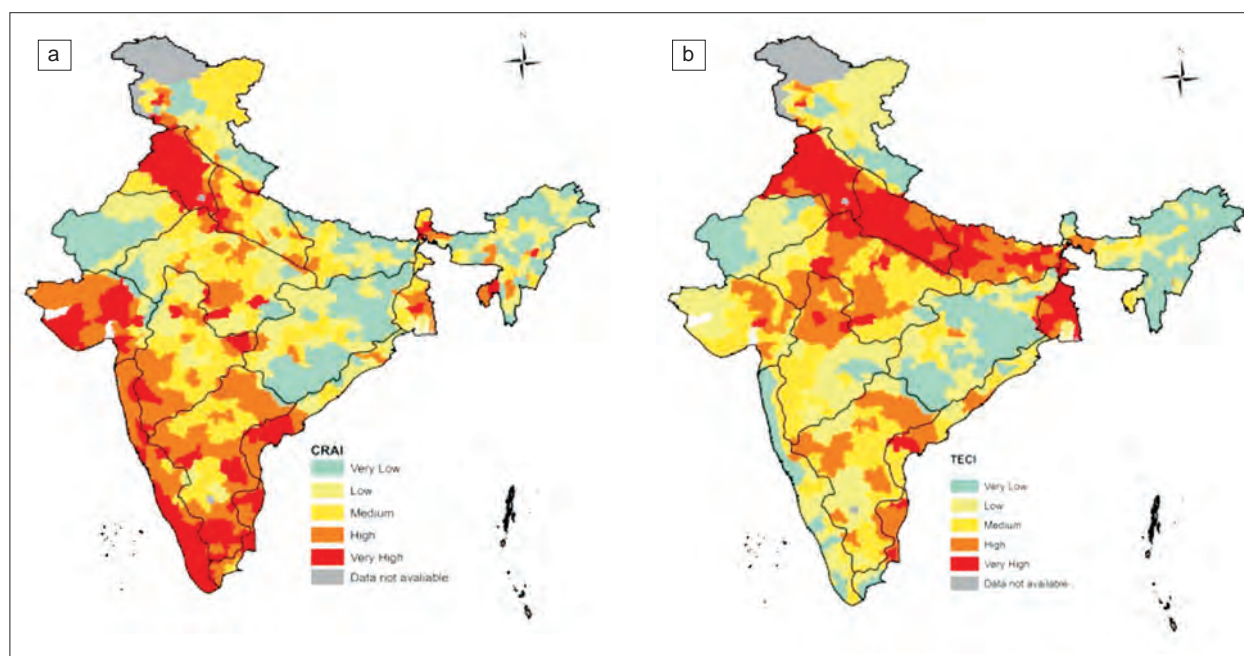 a
N
CRAI
Very Low
Low
Medium
High
Very High
Data not avaliable
b
N
TECI
Very Low
Low
Medium
High
Very High
Data not available